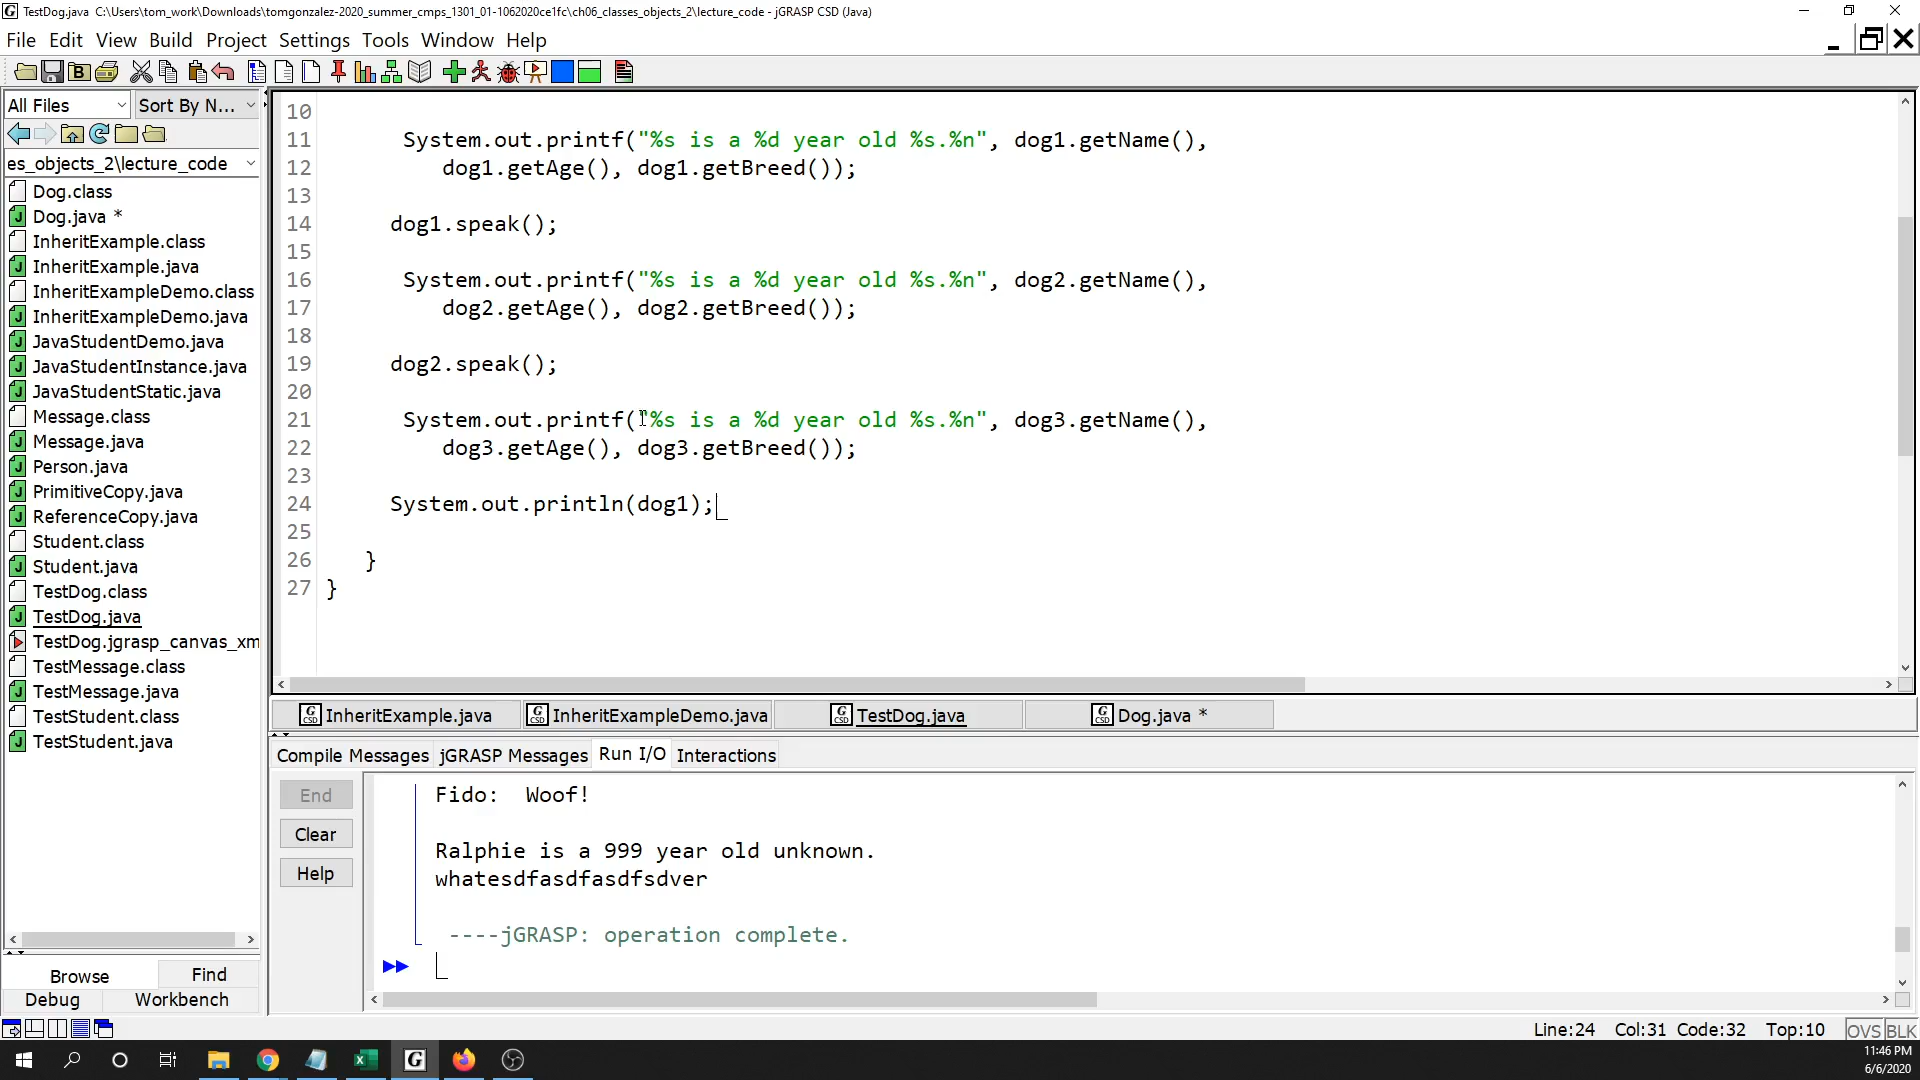 TestDog.java C:\Users\tom_work\Downloads\tomgonzalez-2020_summer_cmps_1301_01-1062020ce1fc\ch06_classes_objects_2\lecture_code - jGRASP CSD (Java)
File Edit View Build Project Settings Tools Window Help
All Files Sort By N...
es_objects_2\lecture_code
Dog.class
Dog.java *
InheritExample.class
InheritExample.java
InheritExampleDemo.class
InheritExampleDemo.java
JavaStudentDemo.java
JavaStudentInstance.java
JavaStudentStatic.java
Message.class
Message.java
Person.java
PrimitiveCopy.java
ReferenceCopy.java
Student.class
Student.java
TestDog.class
TestDog.java
TestDog.jgrasp_canvas_xm
TestMessage.class
TestMessage.java
TestStudent.class
TestStudent.java
Browse Find
Debug Workbench
10
11 System.out.printf("%s is a %d year old %s.%n", dog1.getName(),
12 dog1.getAge(), dog1.getBreed());
13
14 dog1.speak();
15
16 System.out.printf("%s is a %d year old %s.%n", dog2.getName(),
17 dog2.getAge(), dog2.getBreed());
18
19 dog2.speak();
20
21 System.out.printf("%s is a %d year old %s.%n", dog3.getName(),
22 dog3.getAge(), dog3.getBreed());
23
24 System.out.println(dog1);
25
26 }
27 }
InheritExample.java InheritExampleDemo.java TestDog.java Dog.java *
Compile Messages jGRASP Messages Run I/O Interactions
End
Clear
Help
Fido: Woof!
Ralphie is a 999 year old unknown.
whatesdfasdfasdfsdver
----jGRASP: operation complete.
Line:24 Col:31 Code:32 Top:10 OVS BLK
11:46 PM
6/6/2020